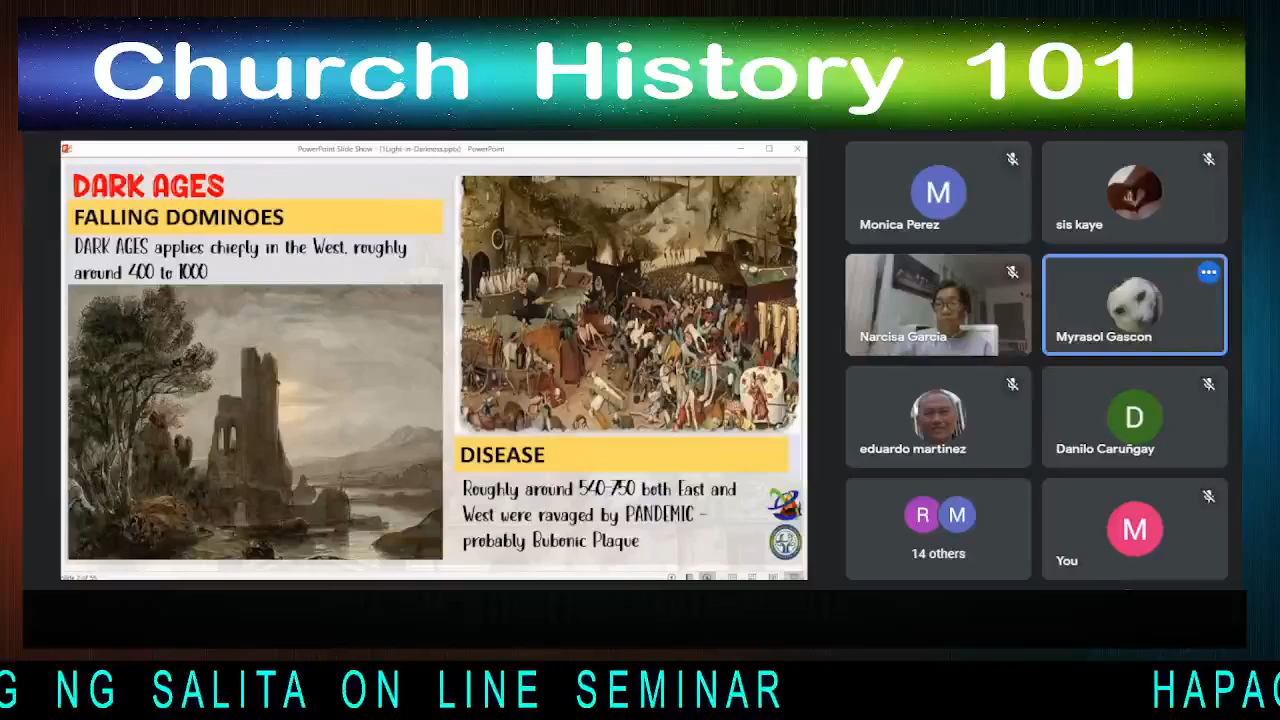 Church History 101
PowerPoint Slide Show - [1Light-in-Darkness.pptx] - PowerPoint
DARK AGES
FALLING DOMINOES
DARK AGES applies chiefly in the West, roughly
around 400 to 1000
DISEASE
Roughly around 540-750 both East and
West were ravaged by PANDEMIC -
probably Bubonic Plaque
M
Monica Perez
sis kaye
Narcisa Garcia
Myrasol Gascon
eduardo martinez
D
Danilo Caruñgay
R M
14 others
M
You
G NG SALITA ON LINE SEMINAR HAPAG